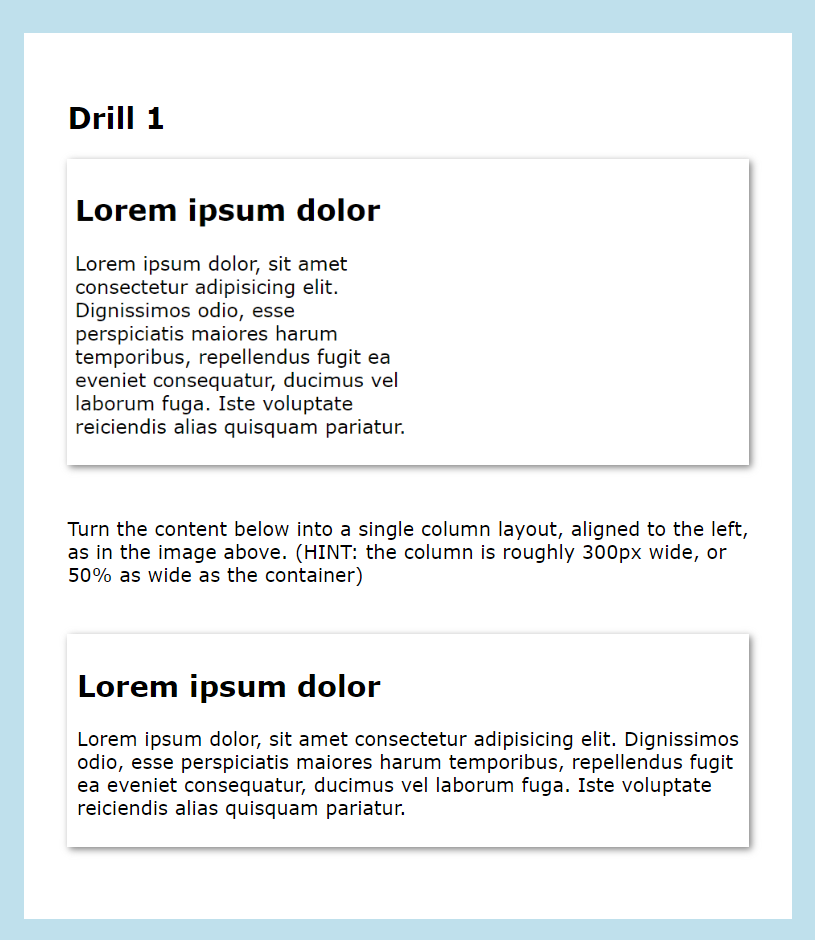 Drill 1
Lorem ipsum dolor
Lorem ipsum dolor, sit amet
consectetur adipisicing elit.
Dignissimos odio, esse
perspiciatis maiores harum
temporibus, repellendus fugit ea
eveniet consequatur, ducimus vel
laborum fuga. Iste voluptate
reiciendis alias quisquam pariatur.
Turn the content below into a single column layout, aligned to the left,
as in the image above. (HINT: the column is roughly 300px wide, or
50% as wide as the container)
Lorem ipsum dolor
Lorem ipsum dolor, sit amet consectetur adipisicing elit. Dignissimos
odio, esse perspiciatis maiores harum temporibus, repellendus fugit
ea eveniet consequatur, ducimus vel laborum fuga. Iste voluptate
reiciendis alias quisquam pariatur.